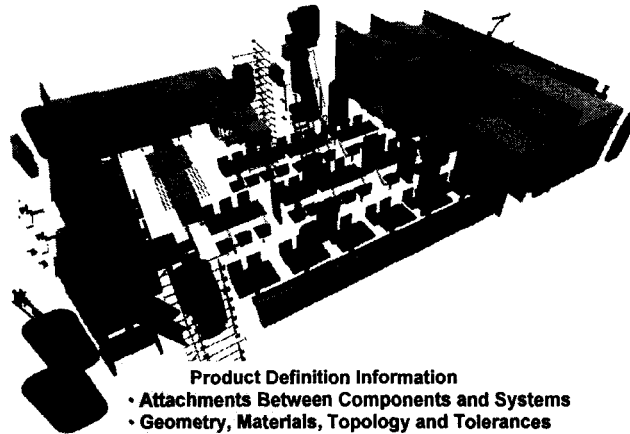 Product Definition Information
· Attachments Between Components and Systems
· Geometry, Materials, Topology and Tolerances